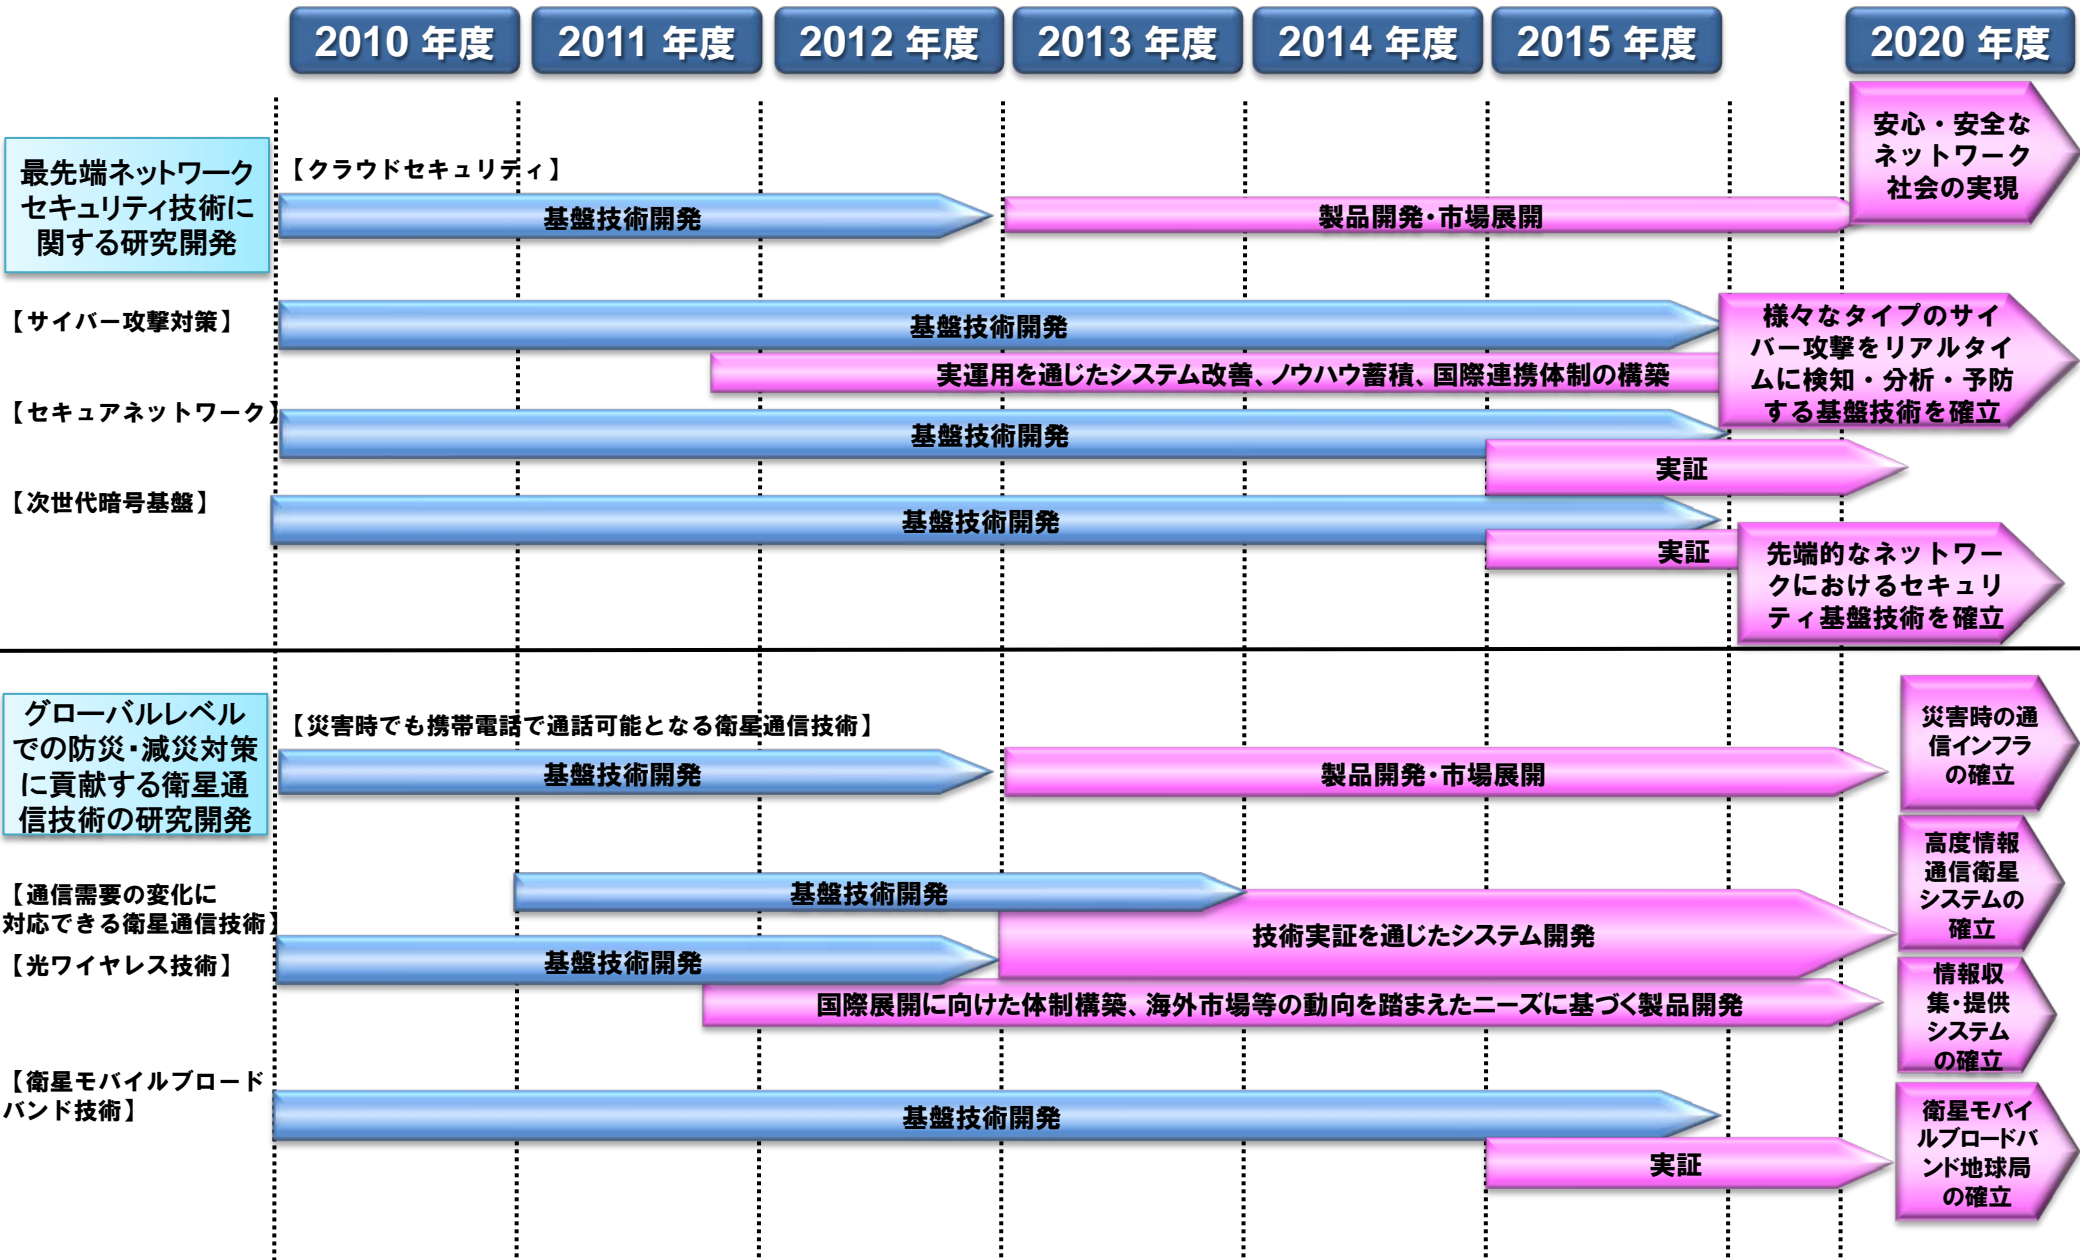 2010 年度
2011 年度
2012 年度
2013 年度
2014 年度
2015 年度
2020 年度
最先端ネットワーク
セキュリティ技術に
関する研究開発
【クラウドセキュリティ】
基盤技術開発
製品開発・市場展開
安心・安全な
ネットワーク
社会の実現
【サイバー攻撃対策】
基盤技術開発
実運用を通じたシステム改善、ノウハウ蓄積、国際連携体制の構築
様々なタイプのサイ
バー攻撃をリアルタイ
ムに検知・分析・予防
する基盤技術を確立
【セキュアネットワーク】
基盤技術開発
実証
【次世代暗号基盤】
基盤技術開発
実証
先端的なネットワー
クにおけるセキュリ
ティ基盤技術を確立
グローバルレベル
での防災・減災対策
に貢献する衛星通
信技術の研究開発
【災害時でも携帯電話で通話可能となる衛星通信技術】
基盤技術開発
製品開発・市場展開
災害時の通
信インフラ
の確立
【通信需要の変化に
対応できる衛星通信技術】
基盤技術開発
技術実証を通じたシステム開発
高度情報
通信衛星
システムの
確立
【光ワイヤレス技術】
基盤技術開発
国際展開に向けた体制構築、海外市場等の動向を踏まえたニーズに基づく製品開発
情報収
集・提供
システム
の確立
【衛星モバイルブロード
バンド技術】
基盤技術開発
実証
衛星モバイ
ルブロードバ
ンド地球局
の確立